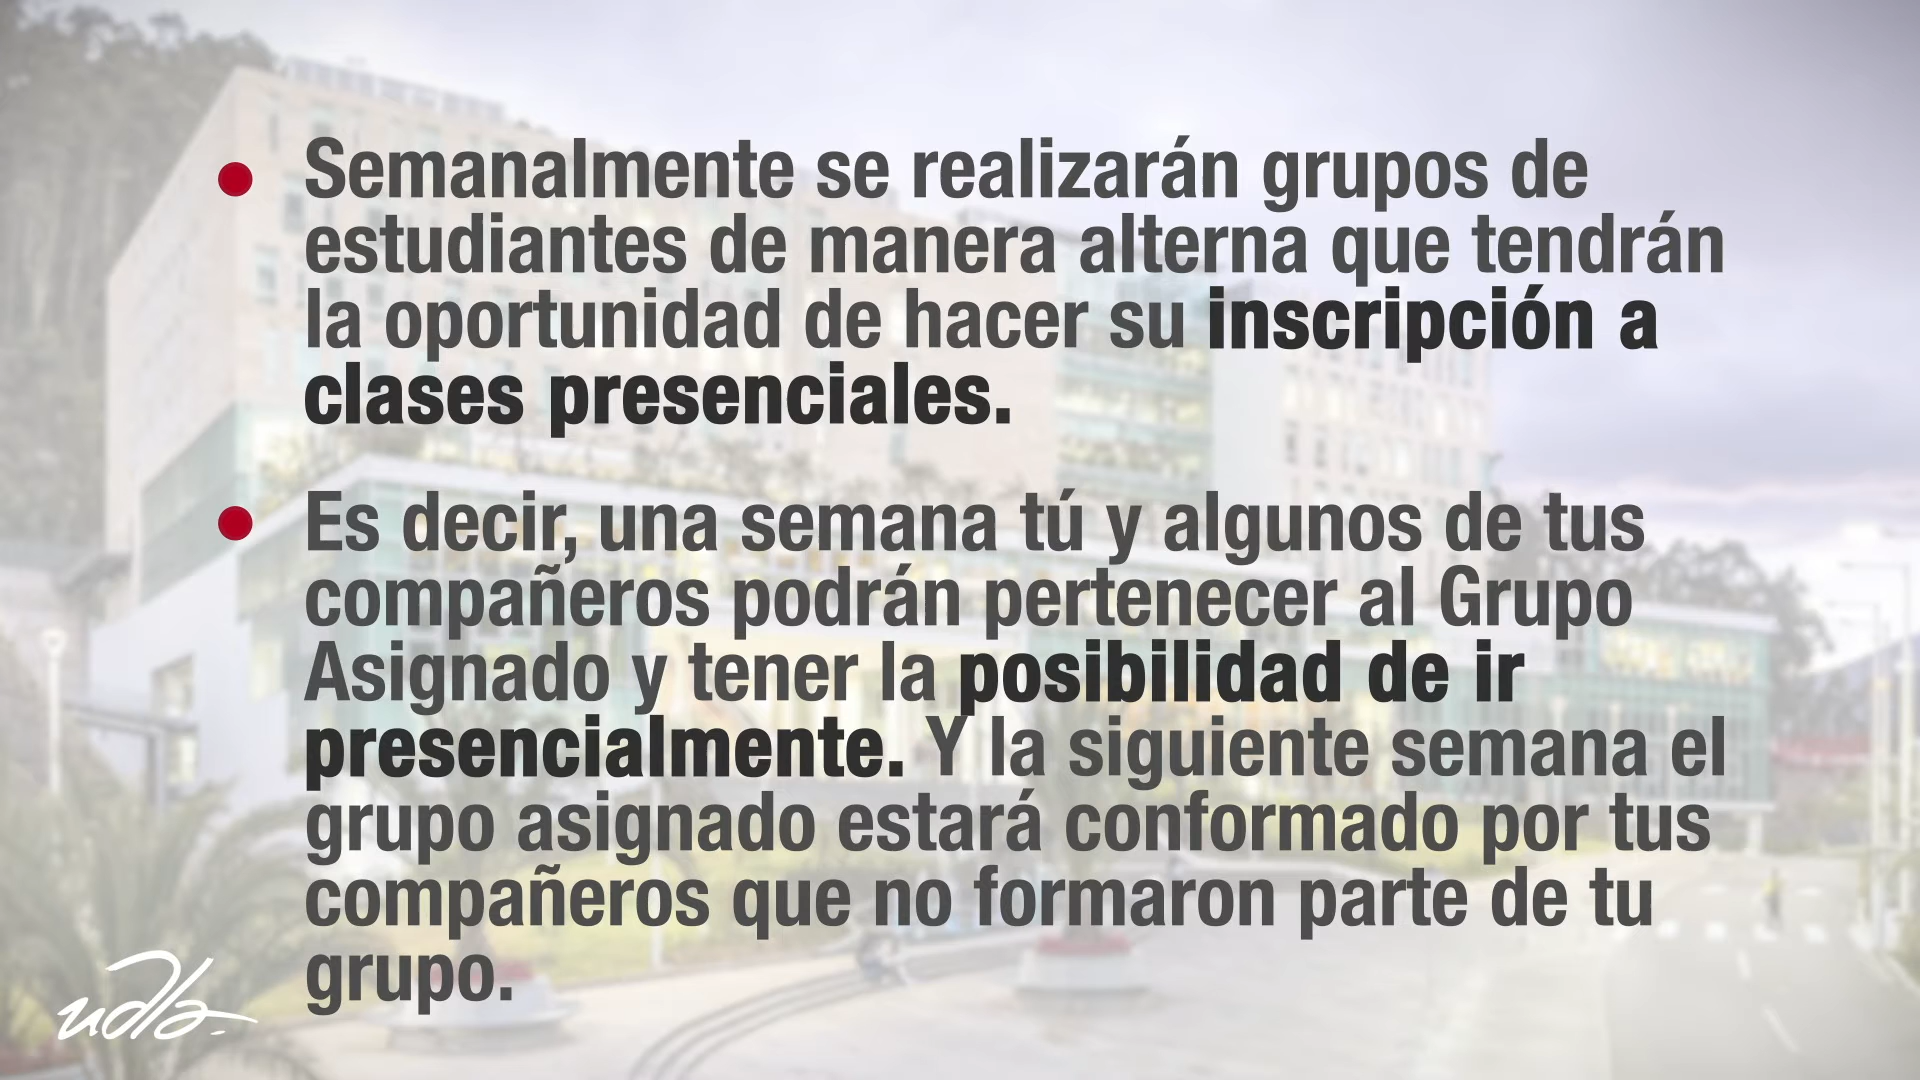 Semanalmente se realizarán grupos de
estudiantes de manera alterna que tendrán
la oportunidad de hacer su inscripción a
clases presenciales.
Es decir, una semana tú y algunos de tus
compañeros podrán pertenecer al Grupo
Asignado y tener la posibilidad de ir
presencialmente. Y la siguiente semana el
grupo asignado estará conformado por tus
compañeros que no formaron parte de tu
grupo.
udla.